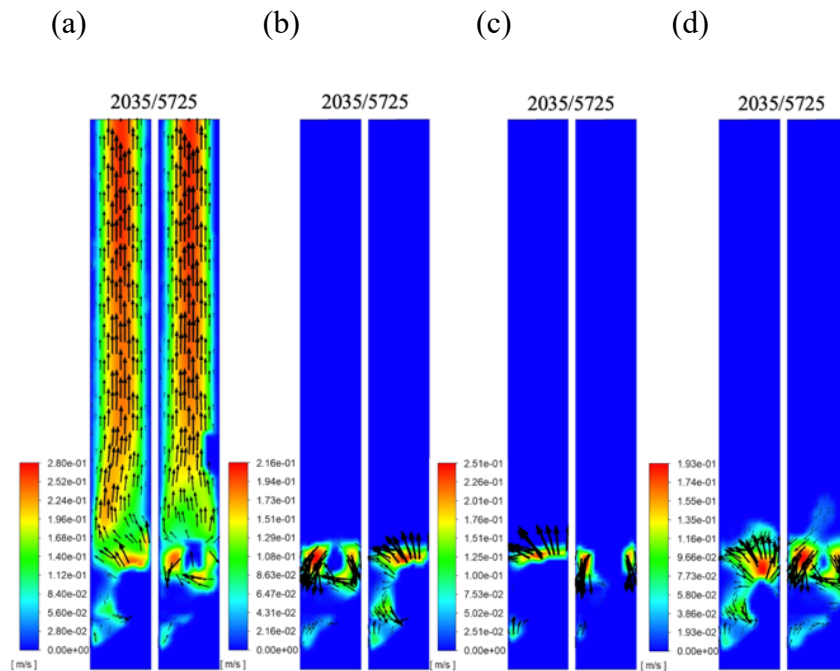 (a) (b) (c) (d)
2035/5725 2035/5725 2035/5725 2035/5725
2.80e-01 2.16e-01 2.51e-01 1.93e-01
2.52e-01 1.94e-01 2.26e-01 1.74e-01
2.24e-01 1.73e-01 2.01e-01 1.55e-01
1.96e-01 1.51e-01 1.76e-01 1.35e-01
1.68e-01 1.29e-01 1.51e-01 1.16e-01
1.40e-01 1.08e-01 1.25e-01 9.66e-02
1.12e-01 8.63e-02 1.00e-01 7.73e-02
8.40e-02 6.47e-02 7.53e-02 5.80e-02
5.60e-02 4.31e-02 5.02e-02 3.86e-02
2.80e-02 2.16e-02 2.51e-02 1.93e-02
0.00e+00 0.00e+00 0.00e+00 0.00e+00
[ m/s ] [ m/s ] [ m/s ] [ m/s ]